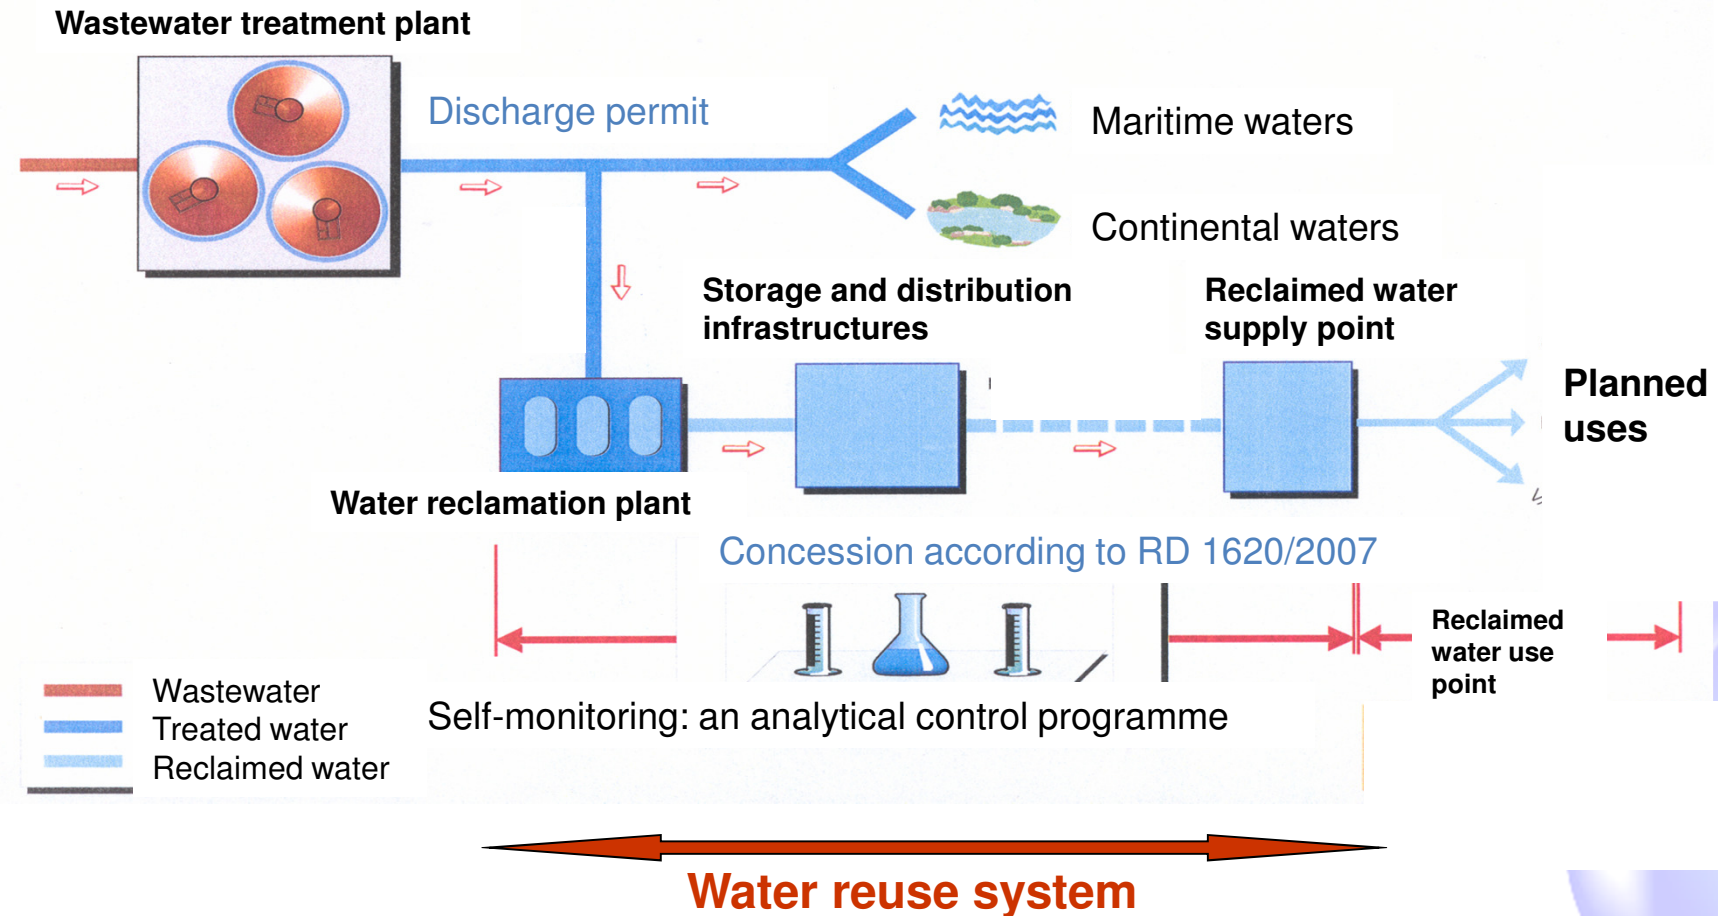 Wastewater treatment plant
Discharge permit
Maritime waters
Continental waters
Storage and distribution
infrastructures
Reclaimed water
supply point
Planned
uses
Water reclamation plant
Concession according to RD 1620/2007
Reclaimed
water use
point
Wastewater
Treated water
Reclaimed water
Self-monitoring: an analytical control programme
Water reuse system